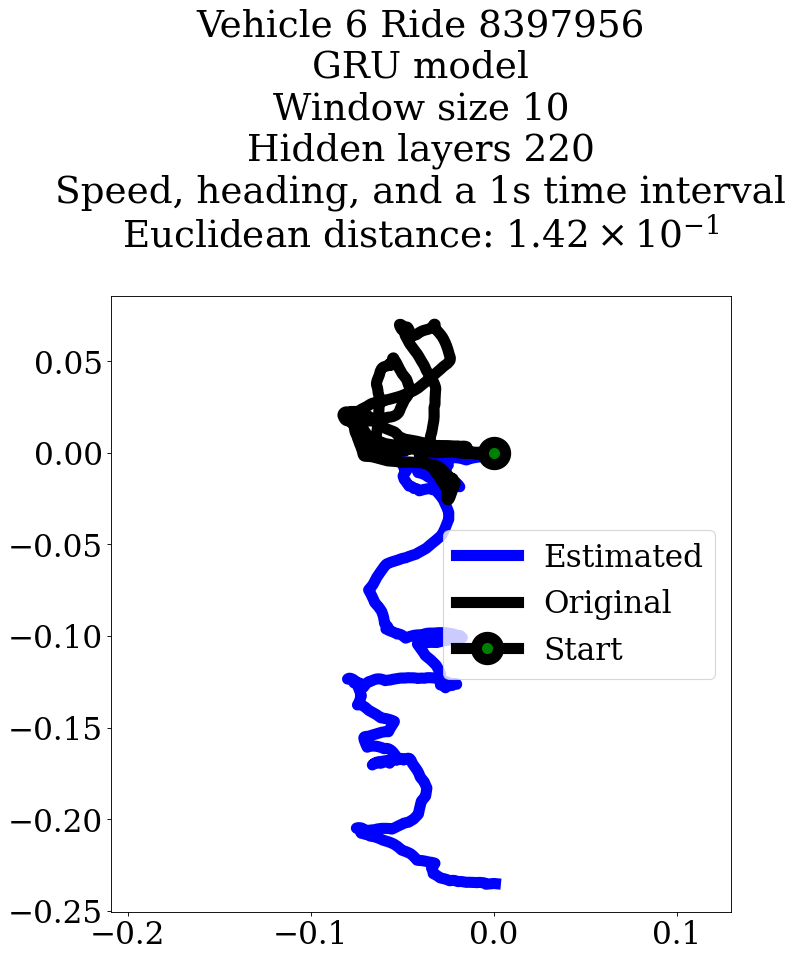 Vehicle 6 Ride 8397956
GRU model
Window size 10
Hidden layers 220
Speed, heading, and a 1s time interval
Euclidean distance: 1.42 × 10⁻¹
0.05
0.00
−0.05
−0.10
−0.15
−0.20
−0.25
−0.2 −0.1 0.0 0.1
Estimated
Original
Start